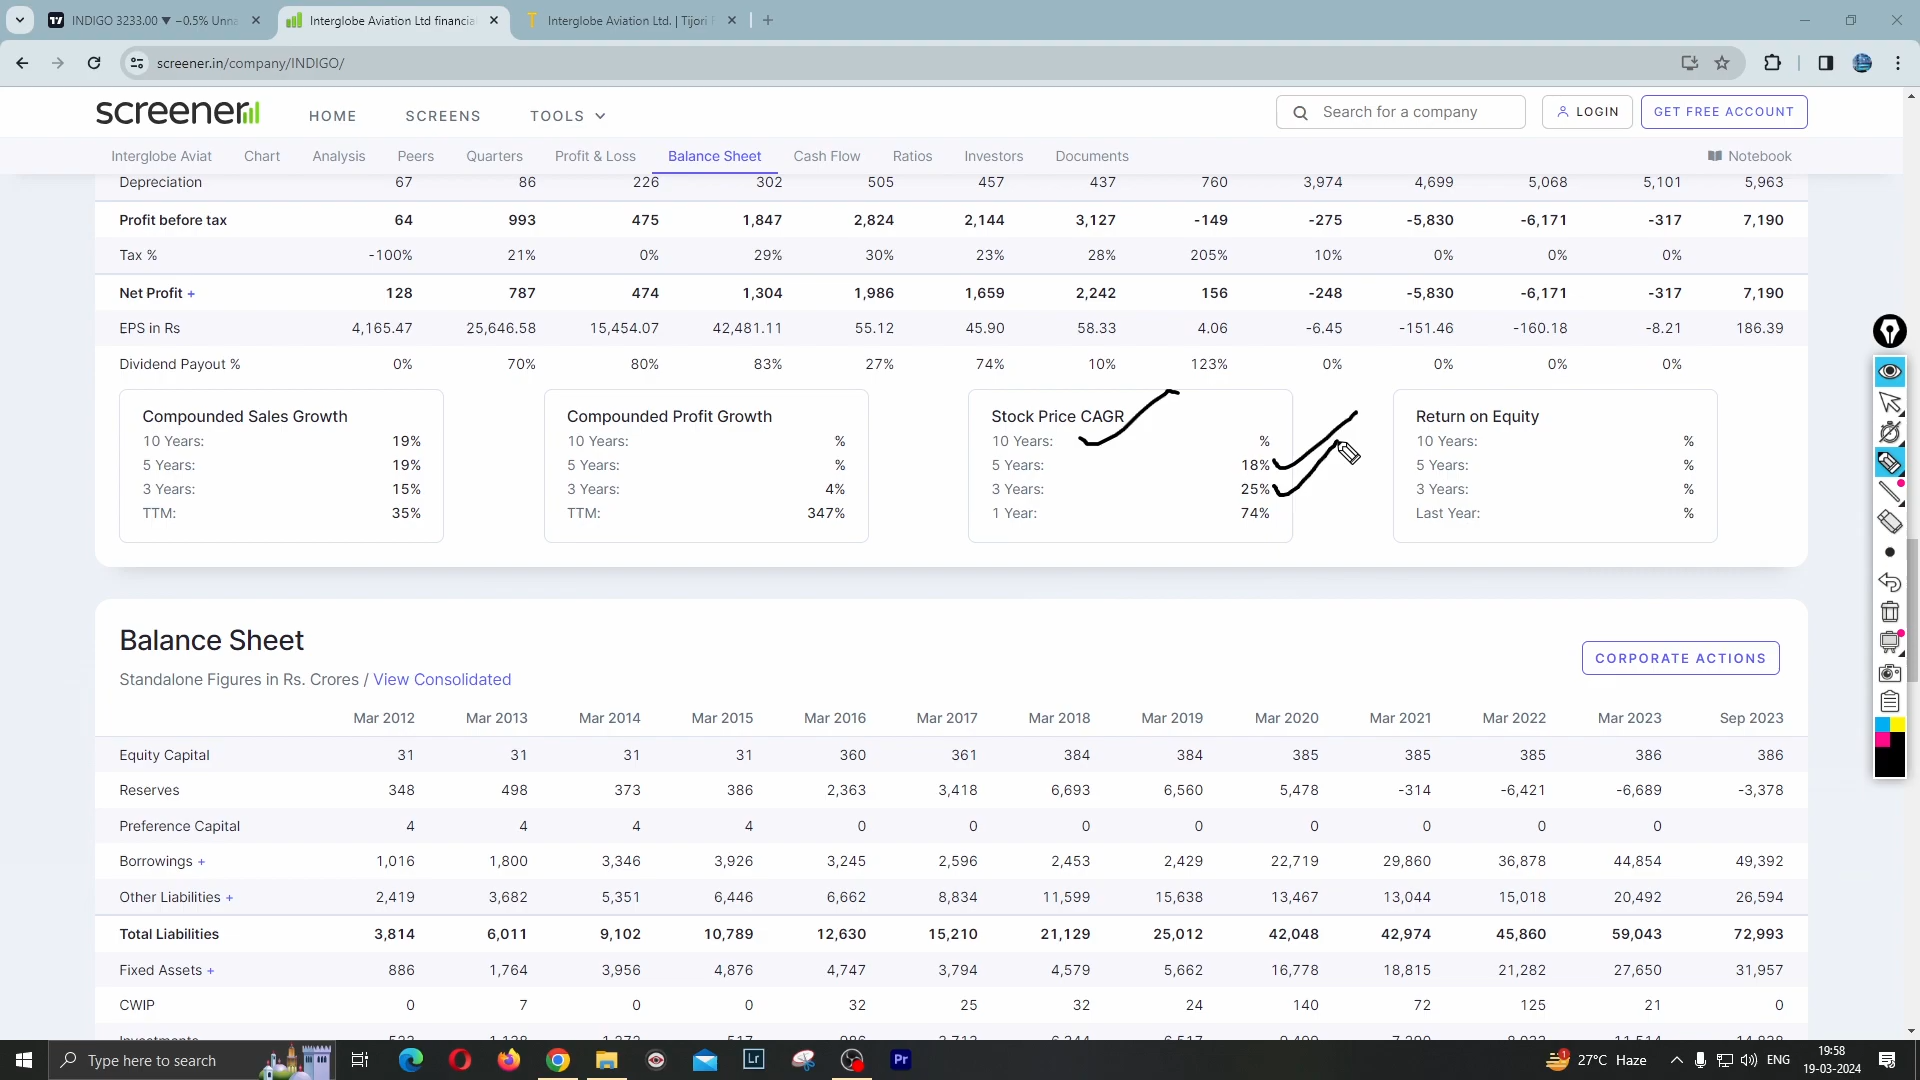 INDIGO 3233.00 ▼ −0.5% Unna
Interglobe Aviation Ltd financia
Interglobe Aviation Ltd. | Tijori F
screener.in/company/INDIGO/
screener
HOME SCREENS TOOLS
Search for a company
LOGIN
GET FREE ACCOUNT
Interglobe Aviat Chart Analysis Peers Quarters Profit & Loss Balance Sheet Cash Flow Ratios Investors Documents Notebook
Depreciation 67 86 226 302 505 457 437 760 3,974 4,699 5,068 5,101 5,963
Profit before tax 64 993 475 1,847 2,824 2,144 3,127 -149 -275 -5,830 -6,171 -317 7,190
Tax % -100% 21% 0% 29% 30% 23% 28% 205% 10% 0% 0% 0%
Net Profit + 128 787 474 1,304 1,986 1,659 2,242 156 -248 -5,830 -6,171 -317 7,190
EPS in Rs 4,165.47 25,646.58 15,454.07 42,481.11 55.12 45.90 58.33 4.06 -6.45 -151.46 -160.18 -8.21 186.39
Dividend Payout % 0% 70% 80% 83% 27% 74% 10% 123% 0% 0% 0% 0%
Compounded Sales Growth
10 Years: 19%
5 Years: 19%
3 Years: 15%
TTM: 35%
Compounded Profit Growth
10 Years: %
5 Years: %
3 Years: 4%
TTM: 347%
Stock Price CAGR
10 Years: %
5 Years: 18%
3 Years: 25%
1 Year: 74%
Return on Equity
10 Years: %
5 Years: %
3 Years: %
Last Year: %
Balance Sheet
Standalone Figures in Rs. Crores / View Consolidated
CORPORATE ACTIONS
Mar 2012 Mar 2013 Mar 2014 Mar 2015 Mar 2016 Mar 2017 Mar 2018 Mar 2019 Mar 2020 Mar 2021 Mar 2022 Mar 2023 Sep 2023
Equity Capital 31 31 31 31 360 361 384 384 385 385 385 386 386
Reserves 348 498 373 386 2,363 3,418 6,693 6,560 5,478 -314 -6,421 -6,689 -3,378
Preference Capital 4 4 4 4 0 0 0 0 0 0 0 0
Borrowings + 1,016 1,800 3,346 3,926 3,245 2,596 2,453 2,429 22,719 29,860 36,878 44,854 49,392
Other Liabilities + 2,419 3,682 5,351 6,446 6,662 8,834 11,599 15,638 13,467 13,044 15,018 20,492 26,594
Total Liabilities 3,814 6,011 9,102 10,789 12,630 15,210 21,129 25,012 42,048 42,974 45,860 59,043 72,993
Fixed Assets + 886 1,764 3,956 4,876 4,747 3,794 4,579 5,662 16,778 18,815 21,282 27,650 31,957
CWIP 0 7 0 0 32 25 32 24 140 72 125 21 0
Type here to search
Lr
Pr
27°C Haze
ENG
19:58
19-03-2024